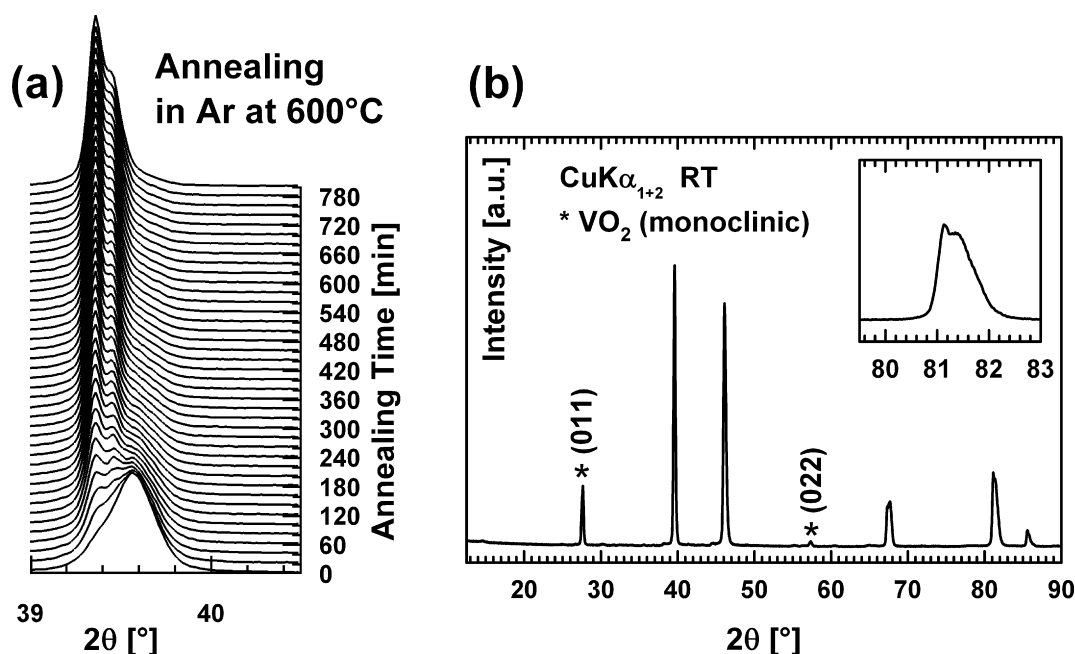 (a)
Annealing
in Ar at 600°C
780
720
660
600
540
480
420
360
300
240
180
120
60
0
Annealing Time [min]
39 40
2θ [°]
(b)
CuKα1+2 RT
* VO2 (monoclinic)
Intensity [a.u.]
* (011)
* (022)
80 81 82 83
20 30 40 50 60 70 80 90
2θ [°]